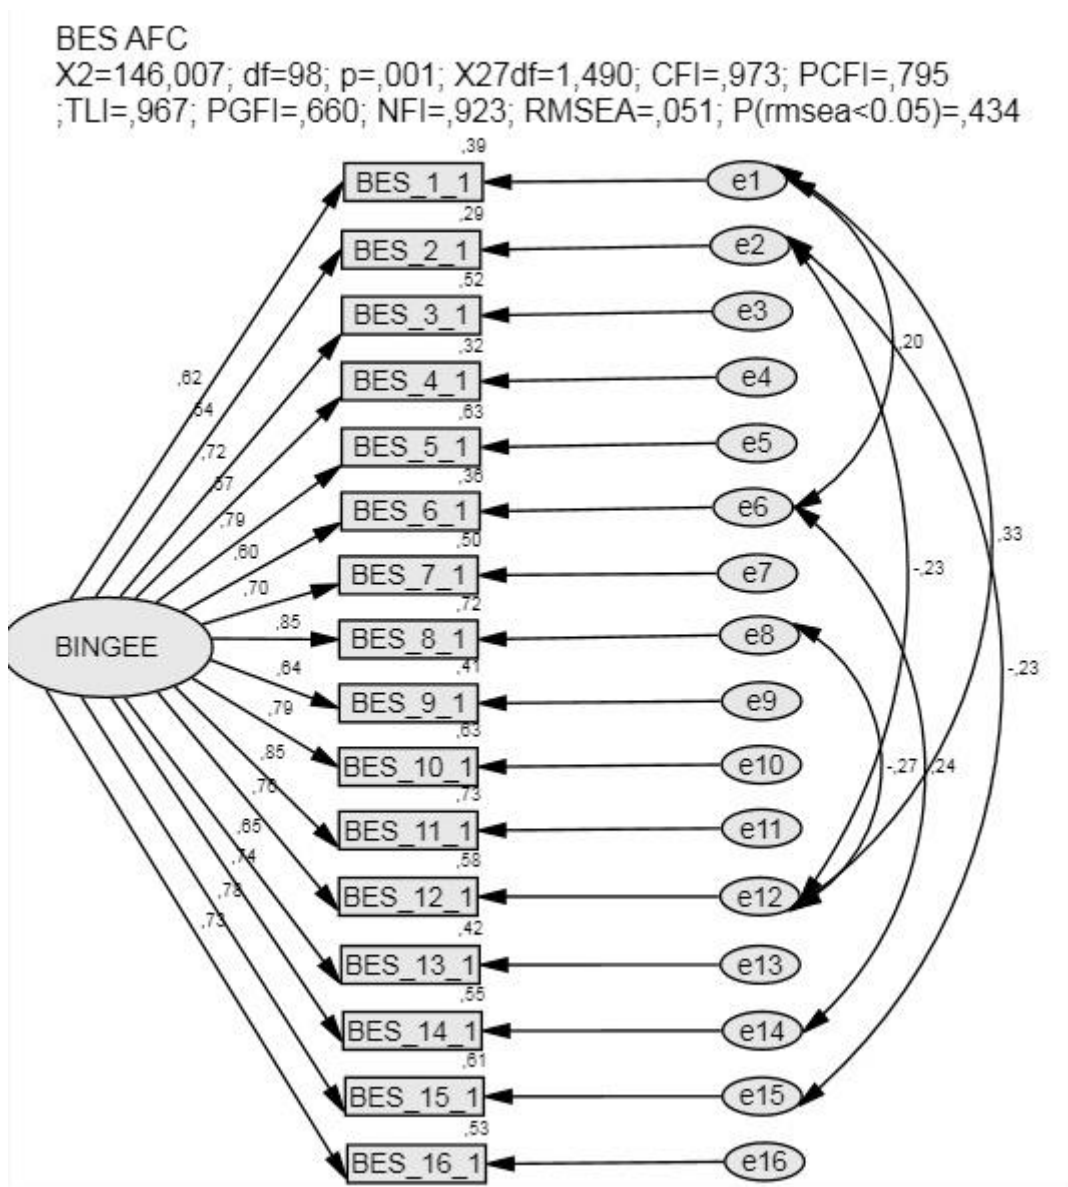 BES AFC
X2=146,007; df=98; p=,001; X27df=1,490; CFI=,973; PCFI=,795
;TLI=,967; PGFI=,660; NFI=,923; RMSEA=,051; P(rmsea<0.05)=,434
,39
BES_1_1 e1
,29
BES_2_1 e2
,52
BES_3_1 e3
,32
BES_4_1 e4
,63
BES_5_1 e5
,36
BES_6_1 e6
,50
BES_7_1 e7
,72
BES_8_1 e8
,41
BES_9_1 e9
,63
BES_10_1 e10
,73
BES_11_1 e11
,58
BES_12_1 e12
,42
BES_13_1 e13
,55
BES_14_1 e14
,61
BES_15_1 e15
,53
BES_16_1 e16
BINGEE
,62
,54
,72
,57
,79
,60
,70
,85
,64
,79
,85
,76
,65
,74
,78
,73
,20
,33
-,23
-,23
-,27
,24